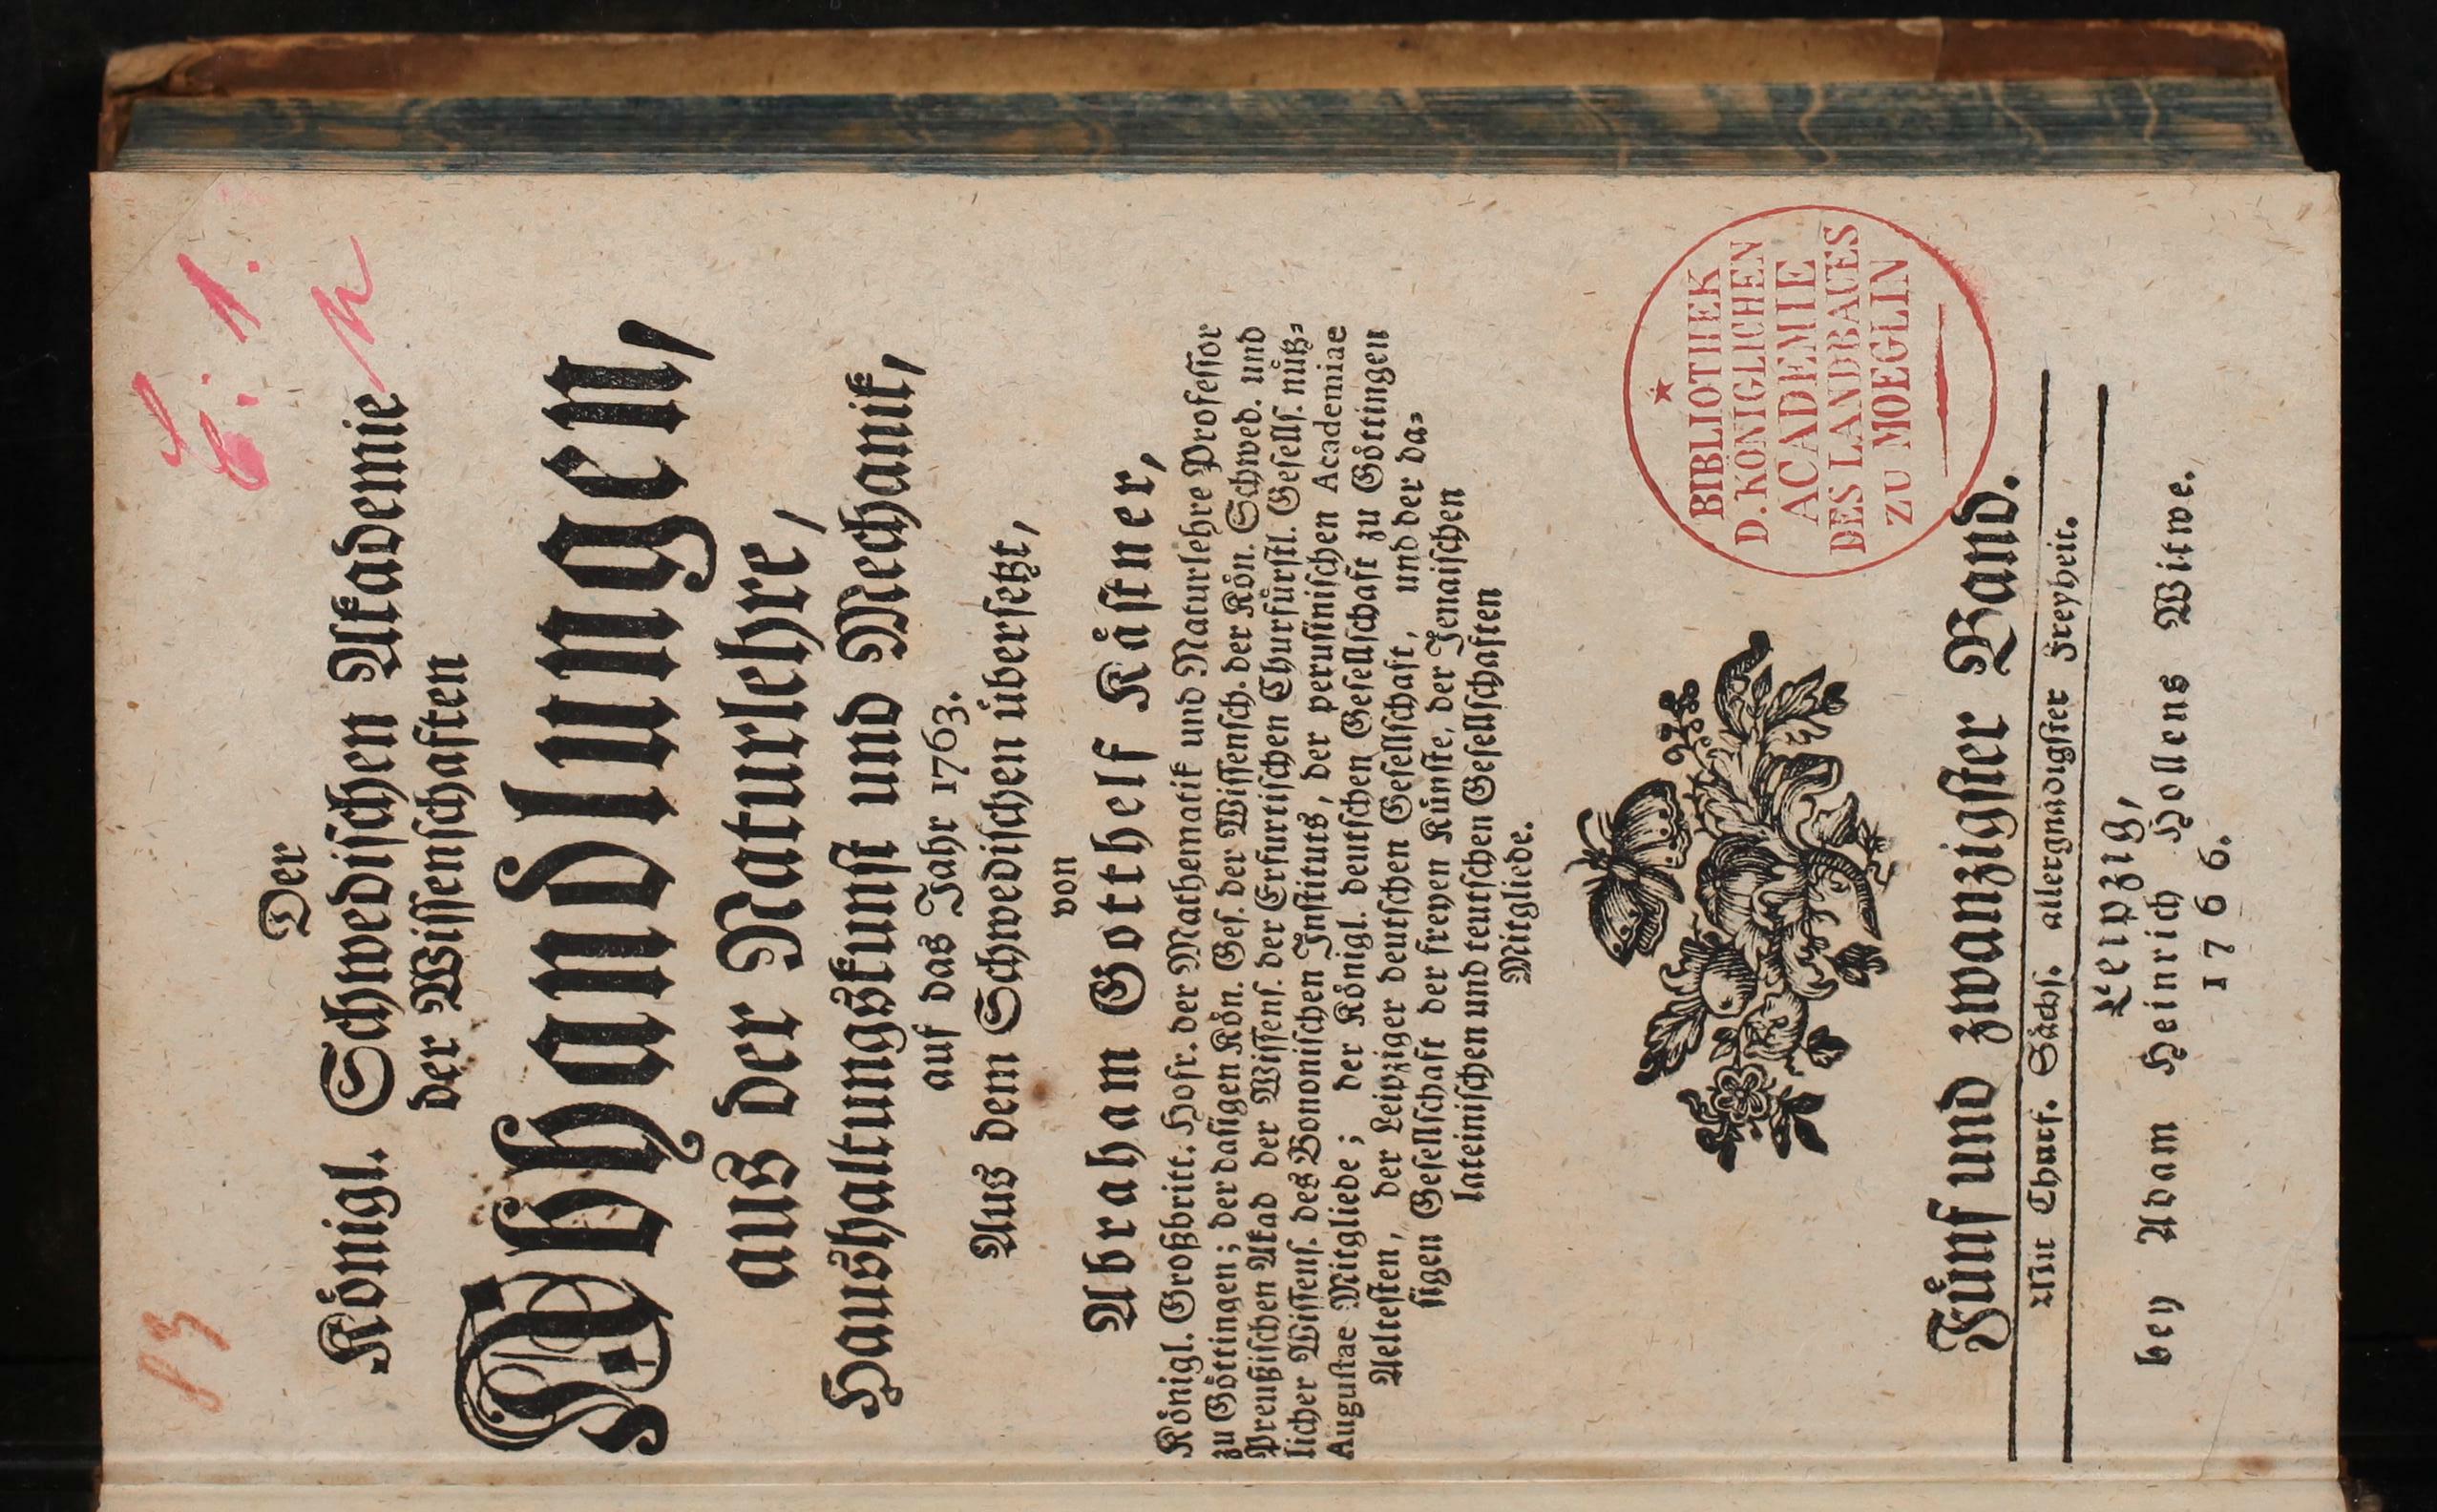 Der
Königl. Schwedischen Akademie
der Wissenschaften
Abhandlungen,
aus der Naturlehre,
Haushaltungskunst und Mechanik,
auf das Jahr 1763.
Aus dem Schwedischen übersetzt,
von
Abraham Gotthelf Kästner,
Königl. Großbritt. Hofr. der Mathematik und Naturlehre Professor
zu Göttingen; der dasigen Kön. Ges. der Wissensch. der Kön. Schwed. und
Preußischen Akad der Wissens. der Erfurtischen Churfürstl. Gesells. nütz-
licher Wissens. des Bononischen Instituts, der perusinischen Academiae
Augustae Mitgliede; der Königl. deutschen Gesellschaft zu Göttingen
Aeltesten, der Leipziger deutschen Gesellschaft, und der da-
sigen Gesellschaft der freyen Künste, der Jenaischen
lateinischen und teutschen Gesellschaften
Mitgliede.
BIBLIOTHEK
D. KÖNIGLICHEN
ACADEMIE
DES LANDBAUES
ZU MOEGLIN
Fünf und zwanzigster Band.
Mit Churf. Sächs. allergnädigster Freyheit.
Leipzig,
bey Adam Heinrich Hollens Witwe.
1766.